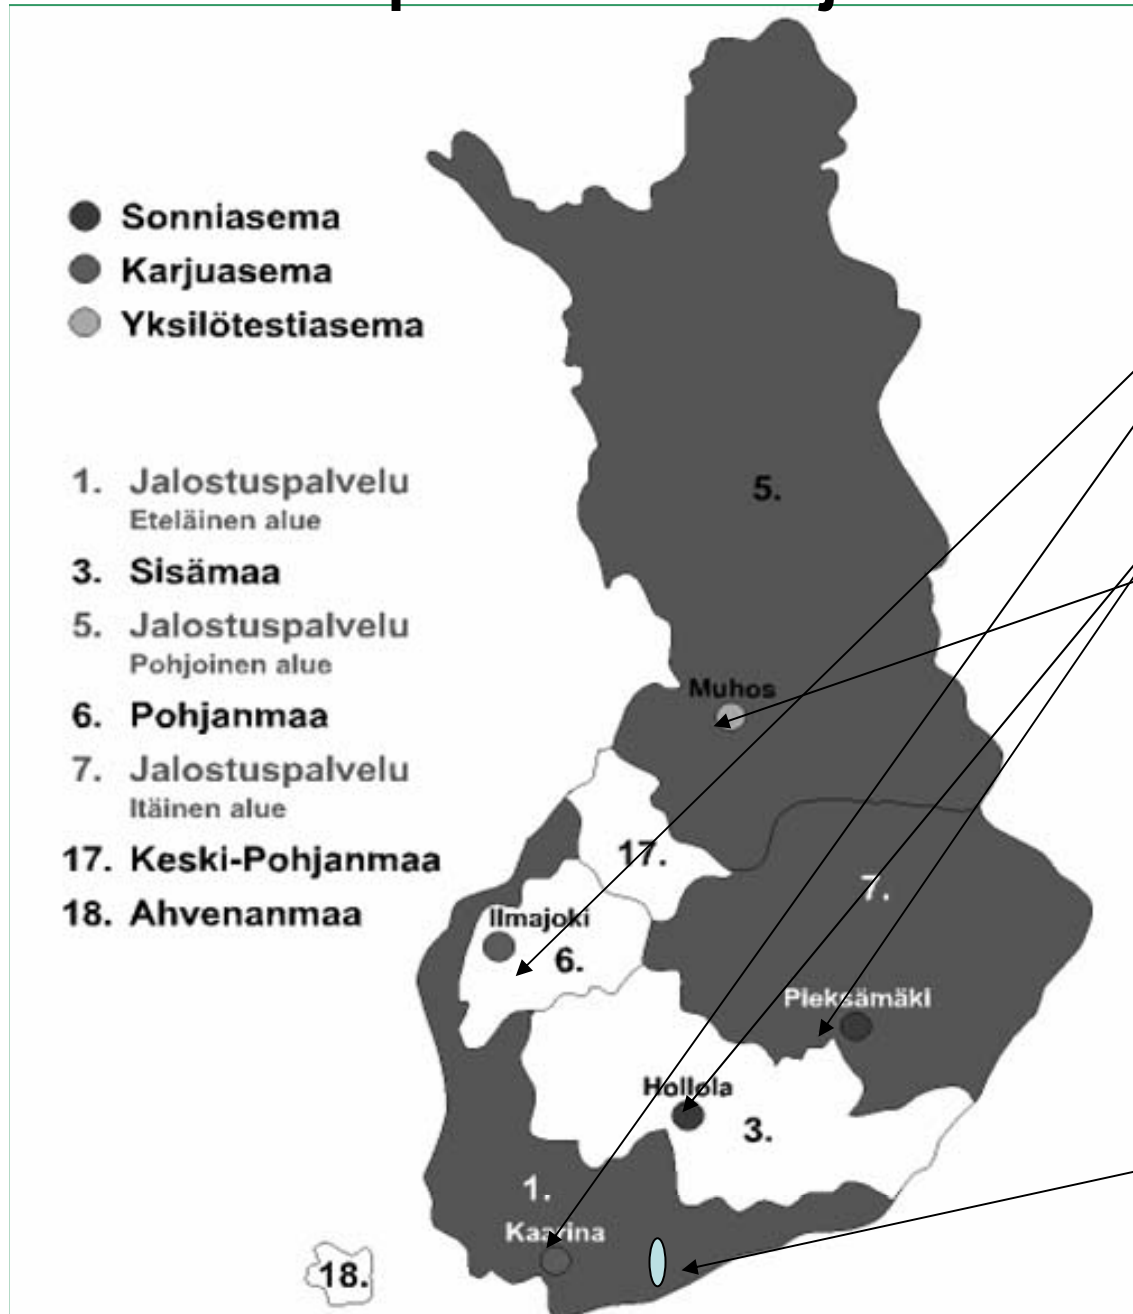 Sonniasema
Karjuasema
Yksilötestiasema
1. Jalostuspalvelu
Eteläinen alue
3. Sisämaa
5. Jalostuspalvelu
Pohjoinen alue
6. Pohjanmaa
7. Jalostuspalvelu
Itäinen alue
17. Keski-Pohjanmaa
18. Ahvenanmaa
5.
Muhos
17.
7.
Ilmajoki
6.
Pieksämäki
Hollola
3.
1.
Kaarina
18.